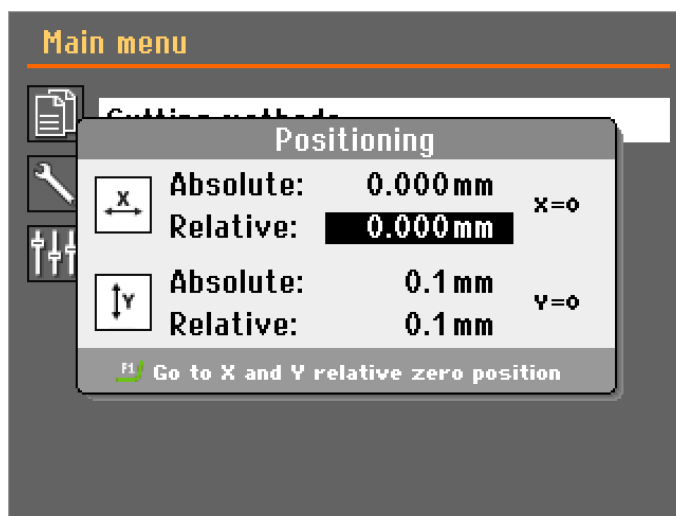 Main menu
Positioning
X
Absolute: 0.000mm
X=0
Relative: 0.000mm
Y
Absolute: 0.1mm
Y=0
Relative: 0.1mm
F1 Go to X and Y relative zero position